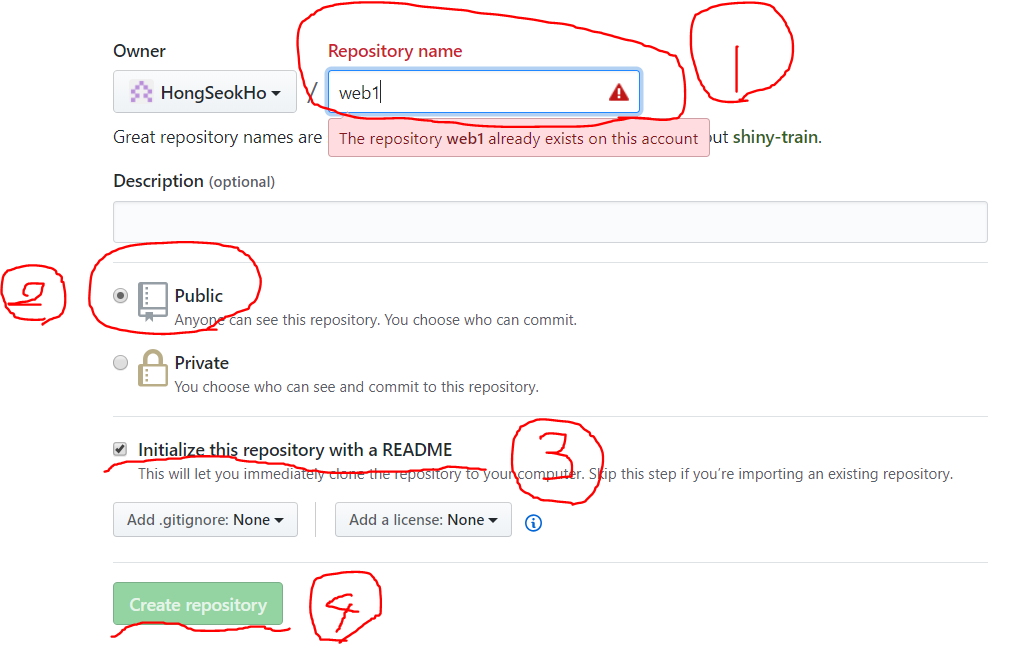 Owner
Repository name
1
HongSeokHo / web1
Great repository names are
The repository web1 already exists on this account
out shiny-train.
Description (optional)
2
Public
Anyone can see this repository. You choose who can commit.
Private
You choose who can see and commit to this repository.
Initialize this repository with a README
3
This will let you immediately clone the repository to your computer. Skip this step if you’re importing an existing repository.
Add .gitignore: None
Add a license: None
Create repository
4